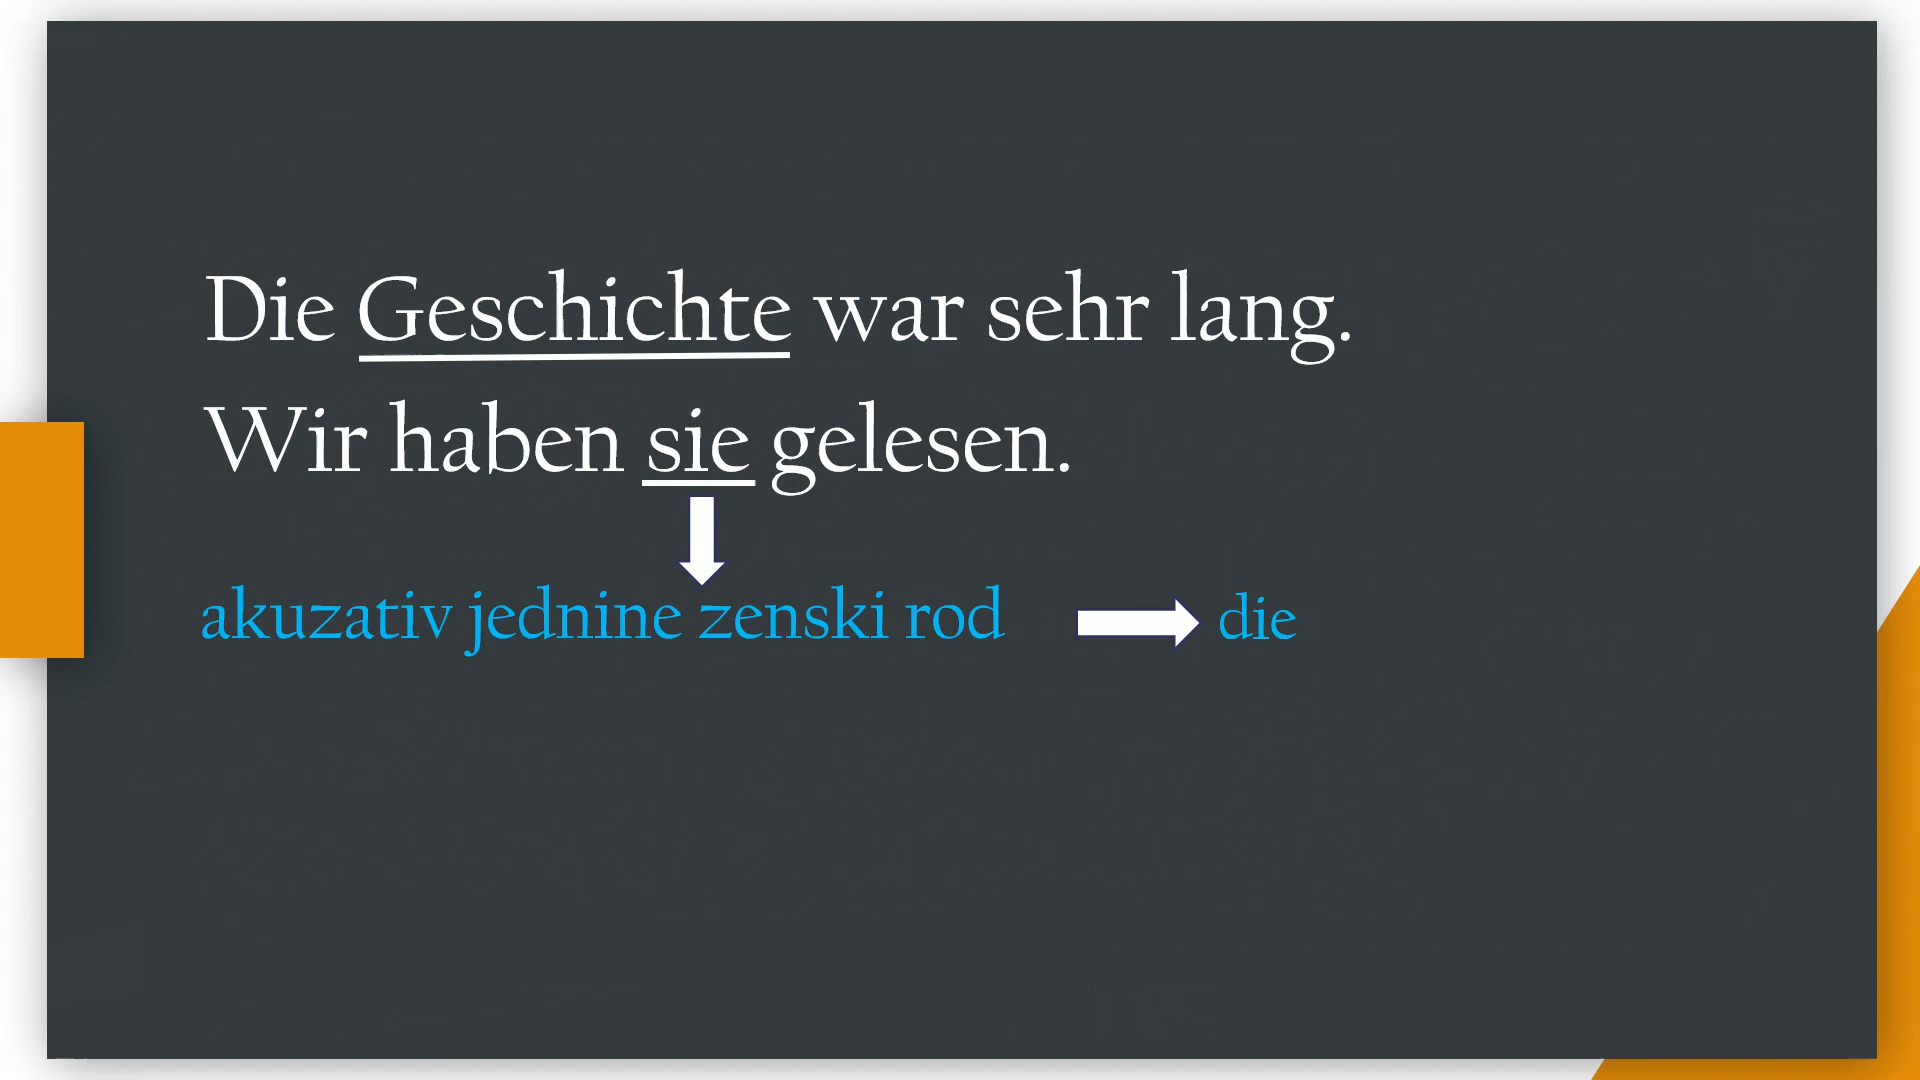 Die Geschichte war sehr lang.
Wir haben sie gelesen.
akuzativ jednine zenski rod die